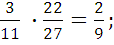 3/11 · 22/27 = 2/9;